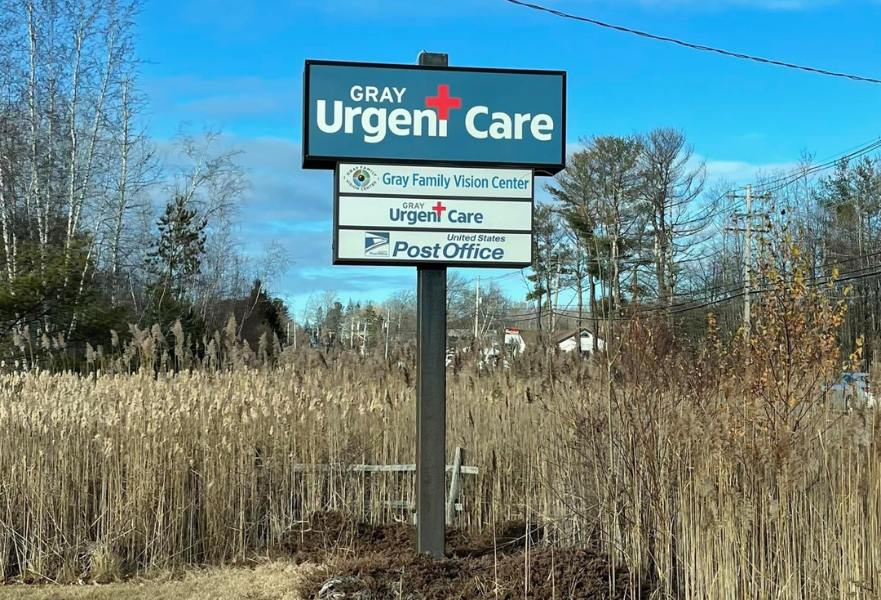 GRAY
Urgent Care
Gray Family Vision Center
GRAY
Urgent Care
United States
Post Office